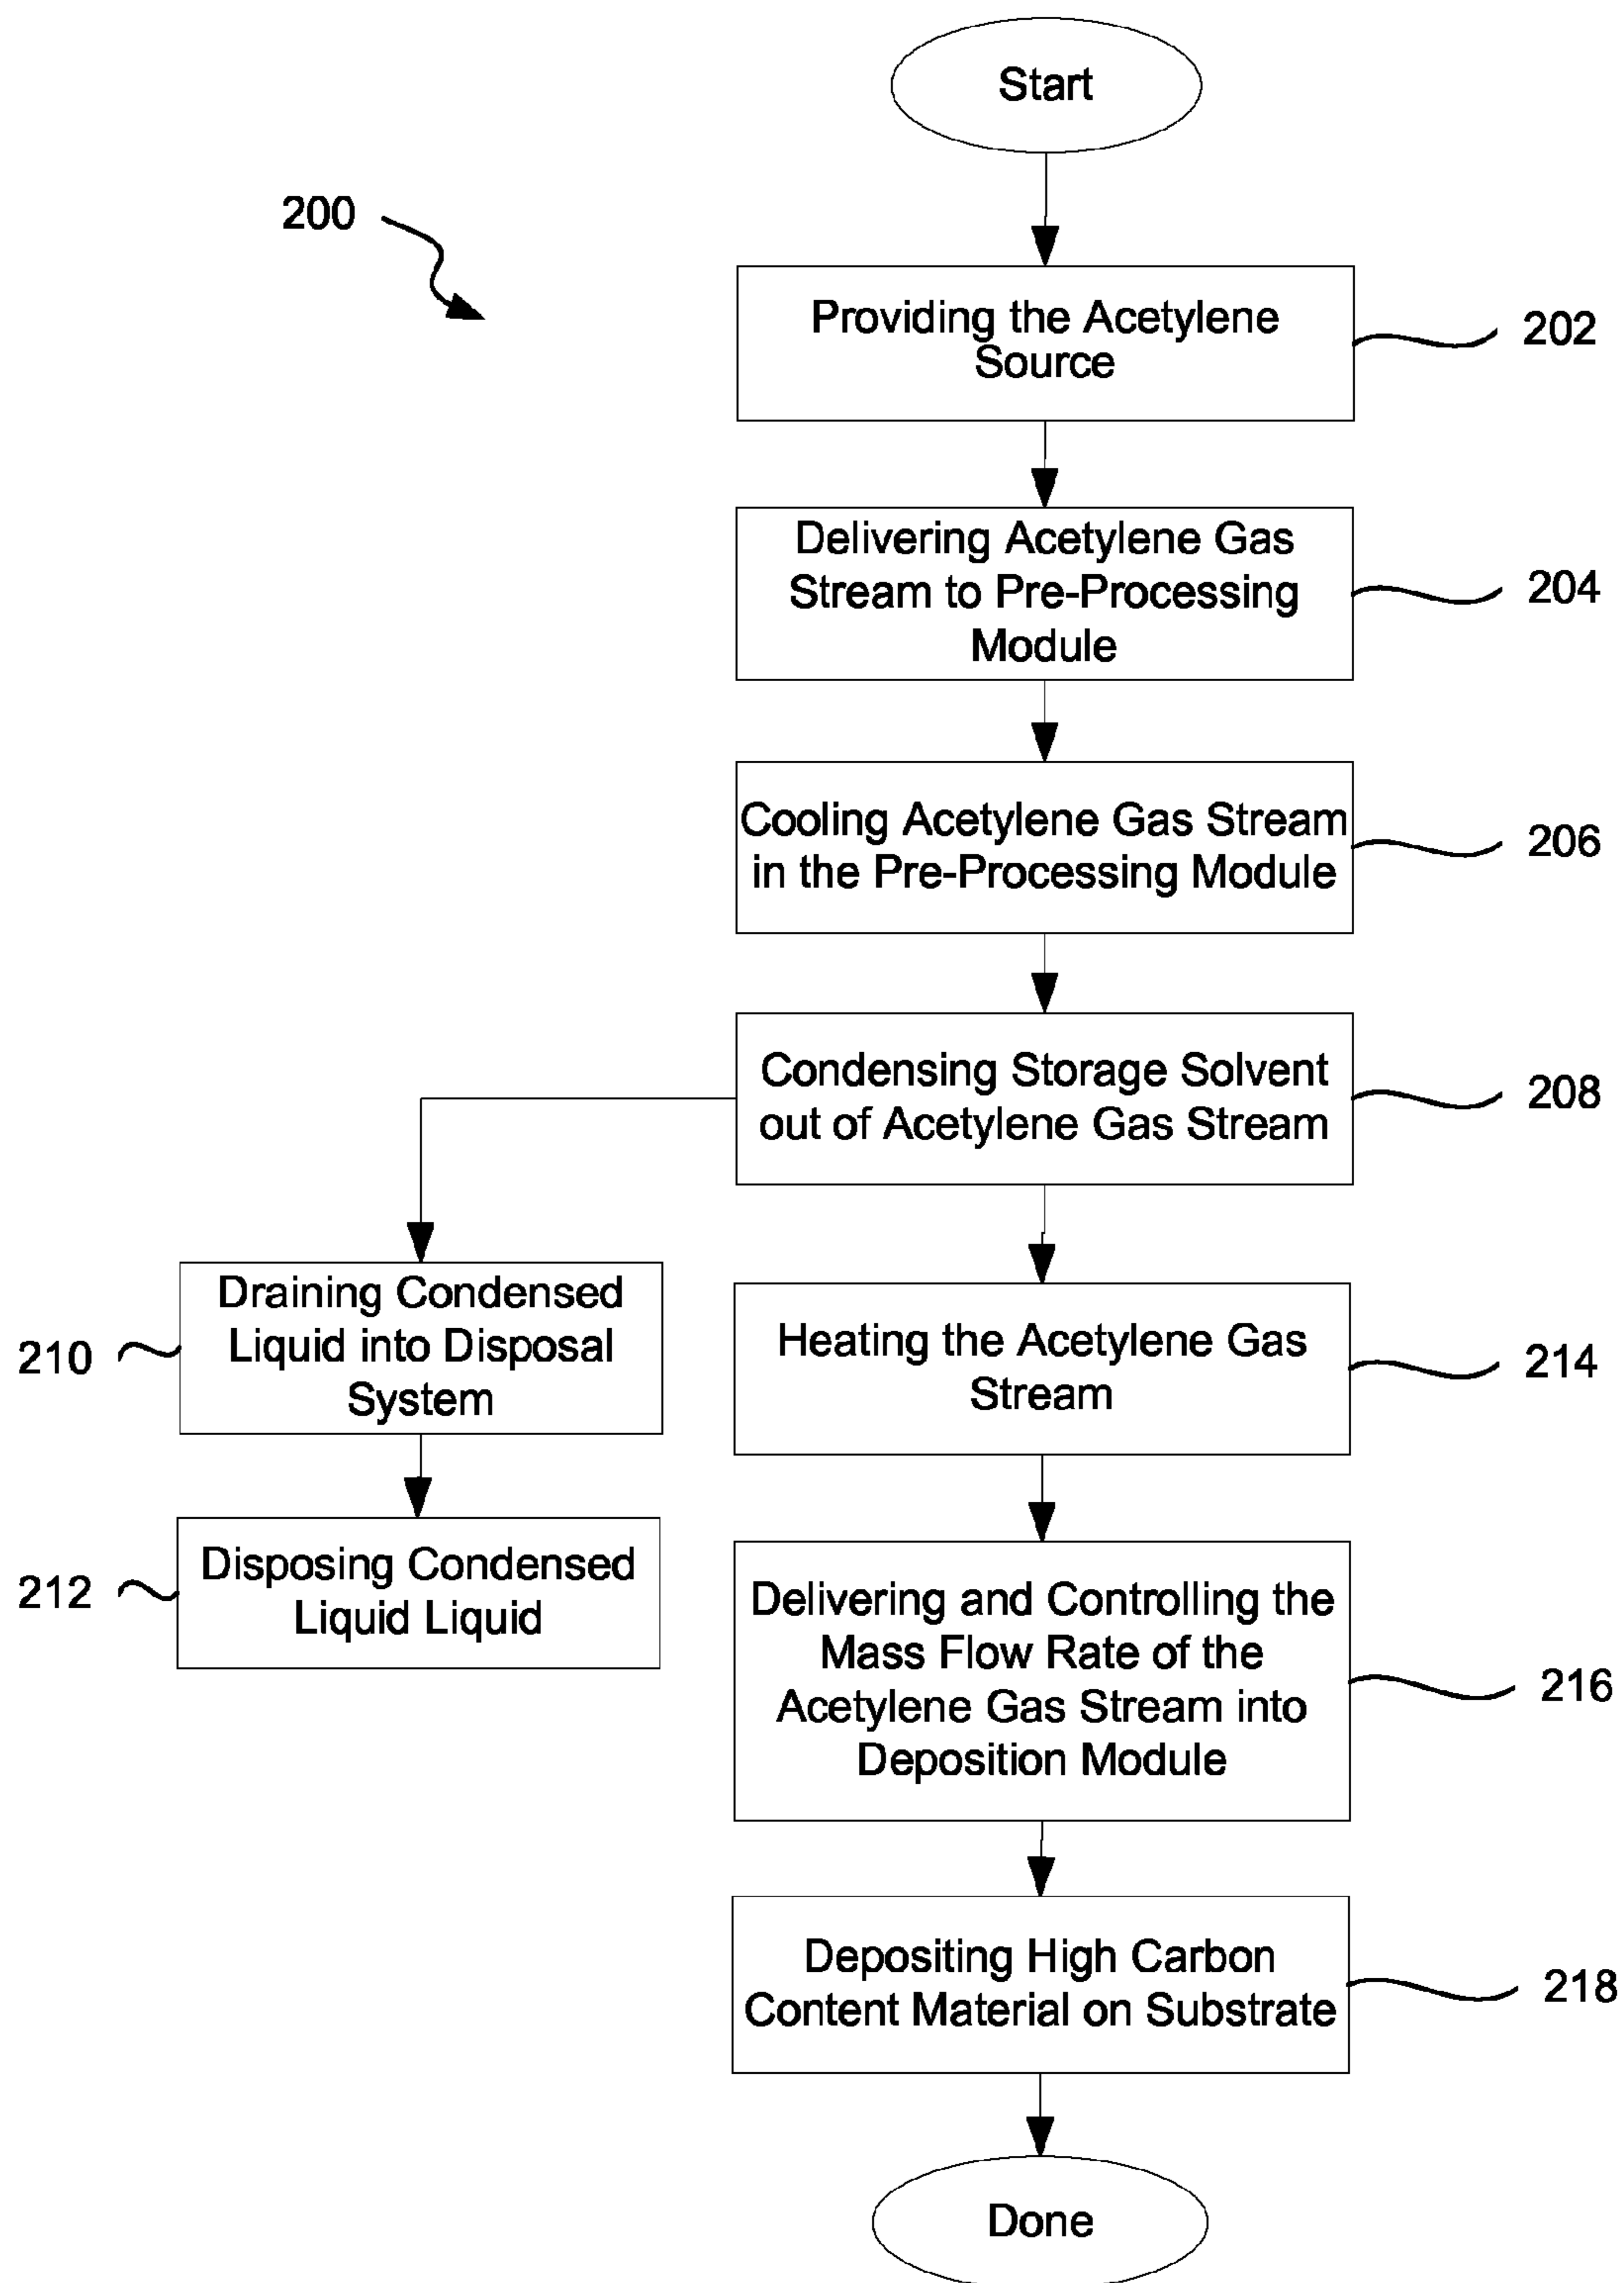 Start
200
Providing the Acetylene
Source
202
Delivering Acetylene Gas
Stream to Pre-Processing
Module
204
Cooling Acetylene Gas Stream
in the Pre-Processing Module
206
Condensing Storage Solvent
out of Acetylene Gas Stream
208
Draining Condensed
Liquid into Disposal
System
210
Disposing Condensed
Liquid Liquid
212
Heating the Acetylene Gas
Stream
214
Delivering and Controlling the
Mass Flow Rate of the
Acetylene Gas Stream into
Deposition Module
216
Depositing High Carbon
Content Material on Substrate
218
Done